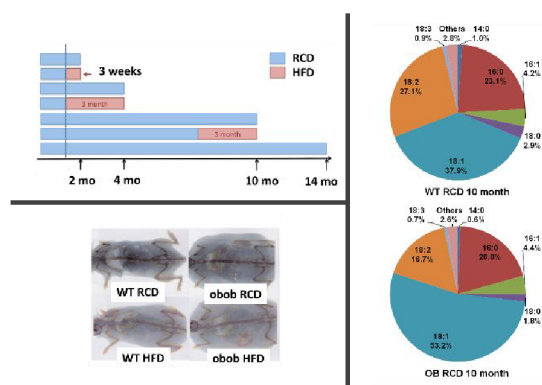 RCD
HFD
3 weeks
3 month
3 month
2 mo
4 mo
10 mo
14 mo
WT RCD
obob RCD
WT HFD
obob HFD
18:3
0.9%
Others
2.8%
14:0
1.0%
16:1
4.2%
16:0
23.1%
18:2
27.1%
18:0
2.9%
18:1
37.9%
WT RCD 10 month
18:3
0.7%
Others
2.6%
14:0
0.6%
16:1
4.4%
16:0
20.0%
18:2
16.7%
18:0
1.8%
18:1
53.2%
OB RCD 10 month